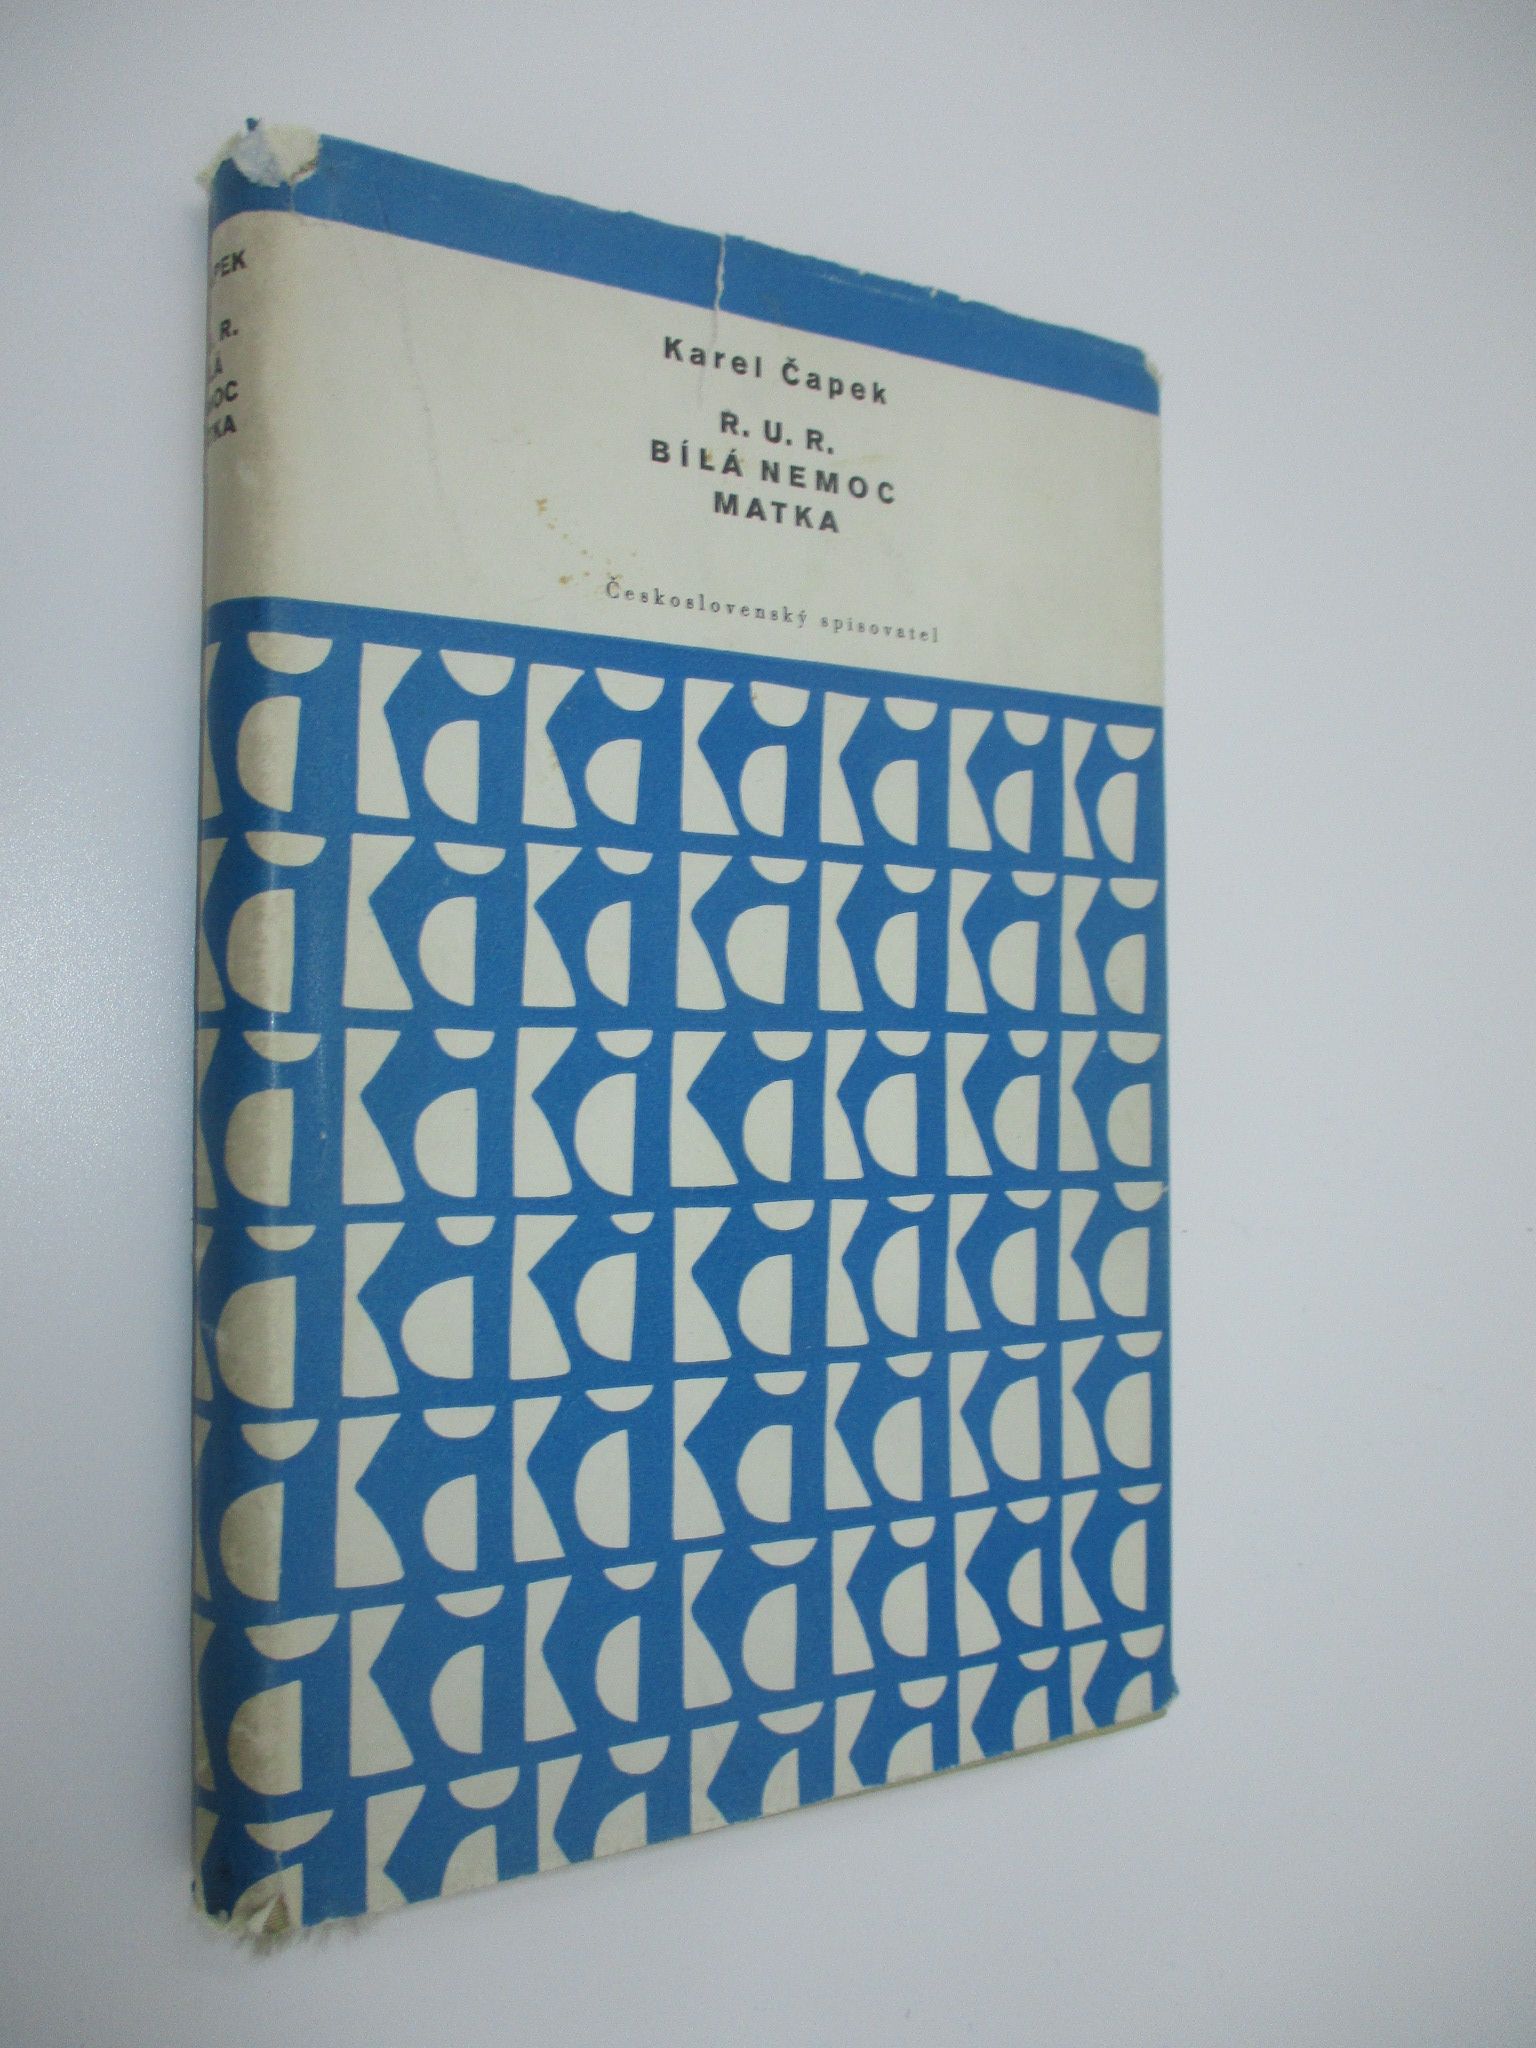 Karel Čapek
R. U. R.
BÍLÁ NEMOC
MATKA
Československý spisovatel
R.